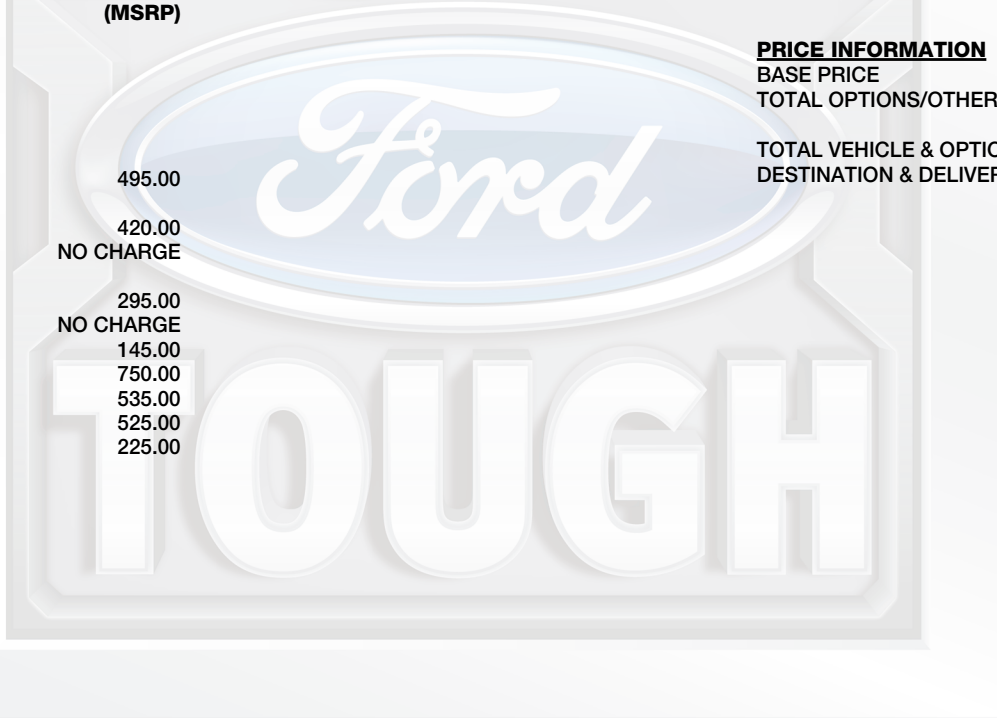 (MSRP)
495.00
420.00
NO CHARGE
295.00
NO CHARGE
145.00
750.00
535.00
525.00
225.00
PRICE INFORMATION
BASE PRICE
TOTAL OPTIONS/OTHER
TOTAL VEHICLE & OPTIO
DESTINATION & DELIVER
Ford
TOUGH